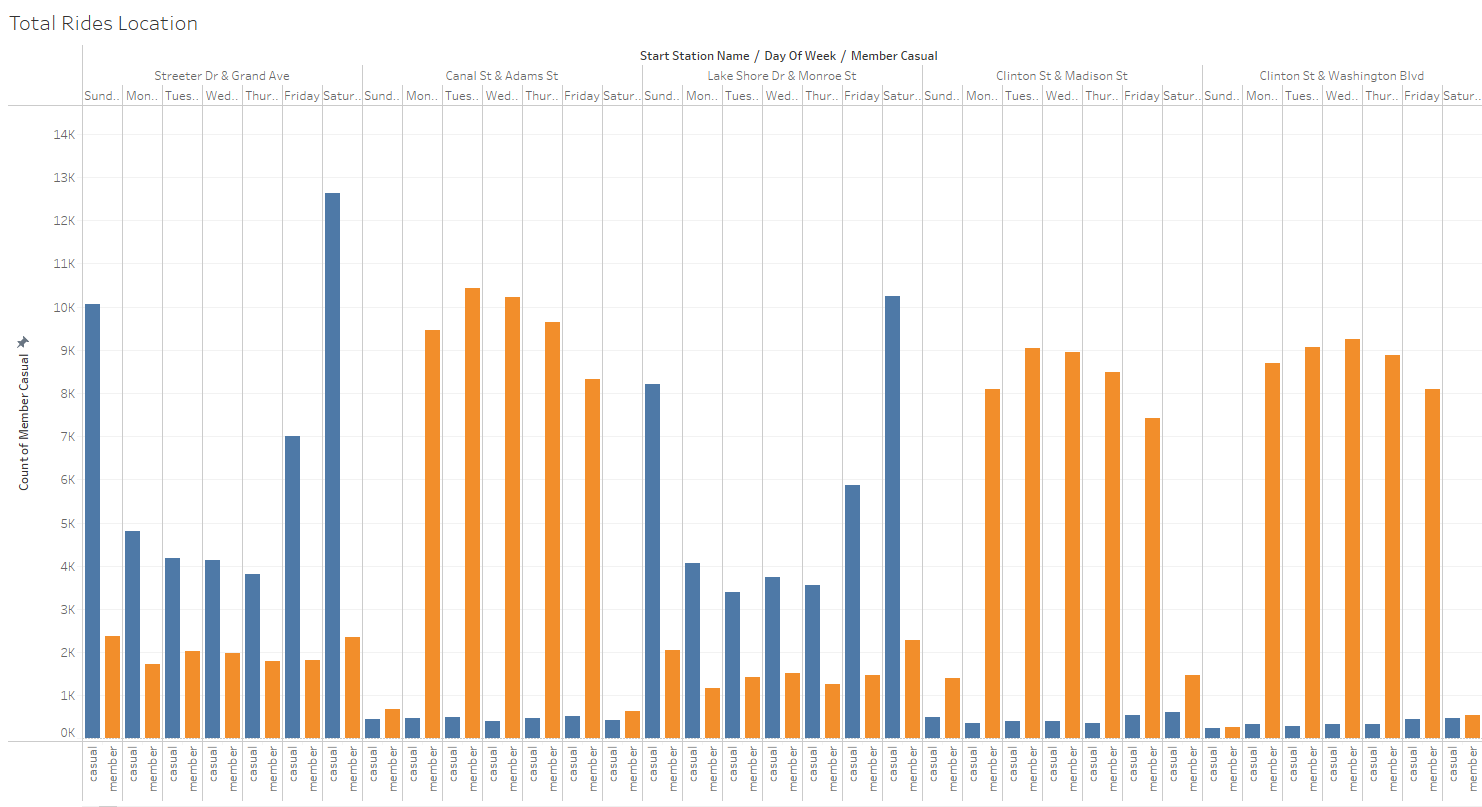 Total Rides Location
Start Station Name / Day Of Week / Member Casual
Streeter Dr & Grand Ave Canal St & Adams St Lake Shore Dr & Monroe St Clinton St & Madison St Clinton St & Washington Blvd
Sund.. Mon.. Tues.. Wed.. Thur.. Friday Satur.. Sund.. Mon.. Tues.. Wed.. Thur.. Friday Satur.. Sund.. Mon.. Tues.. Wed.. Thur.. Friday Satur.. Sund.. Mon.. Tues.. Wed.. Thur.. Friday Satur.. Sund.. Mon.. Tues.. Wed.. Thur.. Friday Satur..
14K
13K
12K
11K
10K
9K
8K
7K
6K
5K
4K
3K
2K
1K
0K
Count of Member Casual
casual member casual member casual member casual member casual member casual member casual member casual member casual member casual member casual member casual member casual member casual member casual member casual member casual member casual member casual member casual member casual member casual member casual member casual member casual member casual member casual member casual member casual member casual member casual member casual member casual member casual member casual member